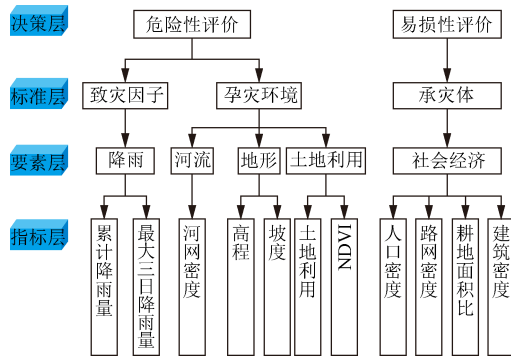 决策层
危险性评价
易损性评价
标准层
致灾因子
孕灾环境
承灾体
要素层
降雨
河流
地形
土地利用
社会经济
指标层
累计降雨量
最大三日降雨量
河网密度
高程
坡度
土地利用
NDVI
人口密度
路网密度
耕地面积比
建筑密度